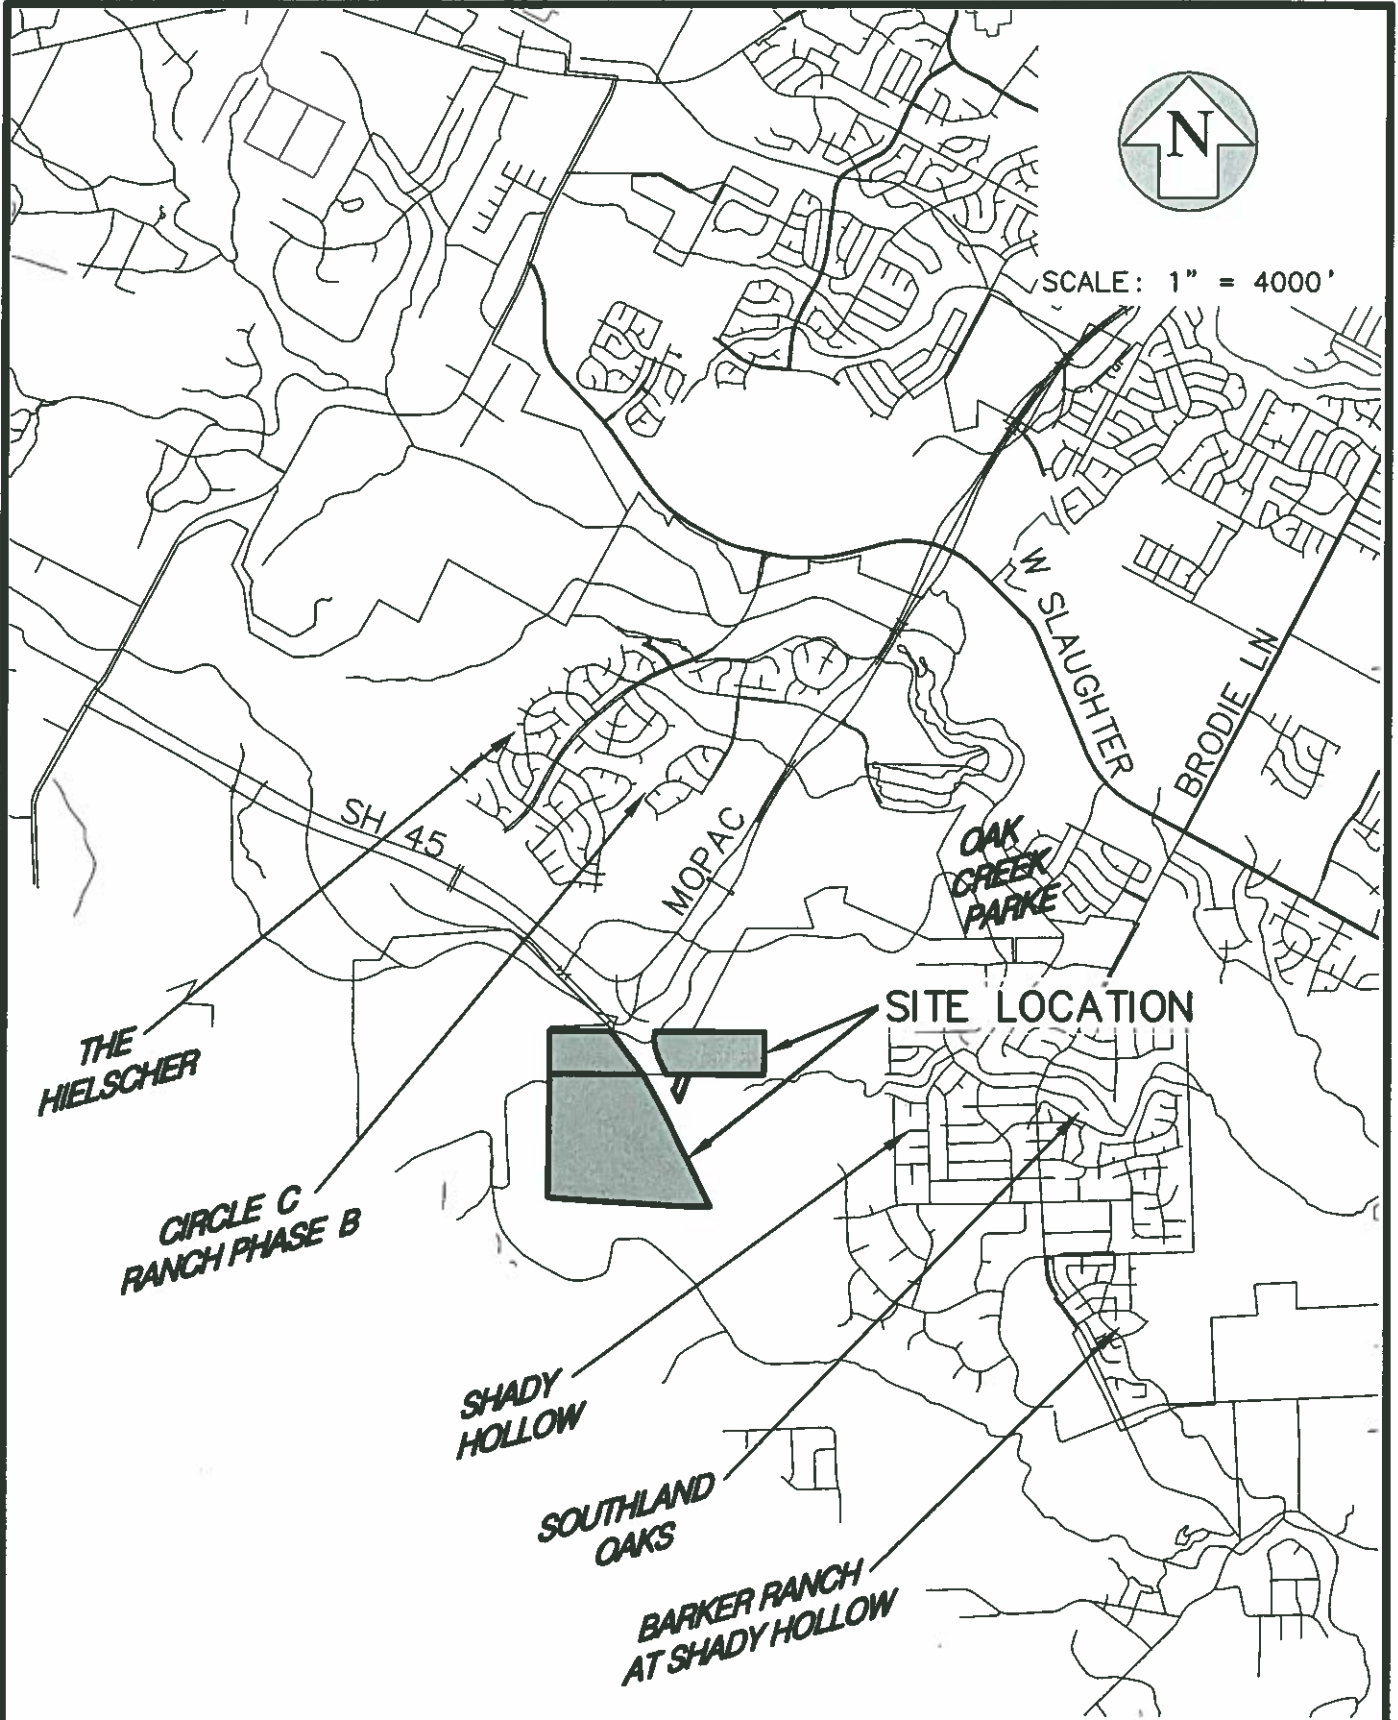 N
SCALE: 1" = 4000'
W SLAUGHTER
BRODIE LN
SH 45
MOPAC
OAK
CREEK
PARKE
SITE LOCATION
THE
HIELSCHER
CIRCLE C
RANCH PHASE B
SHADY
HOLLOW
SOUTHLAND
OAKS
BARKER RANCH
AT SHADY HOLLOW